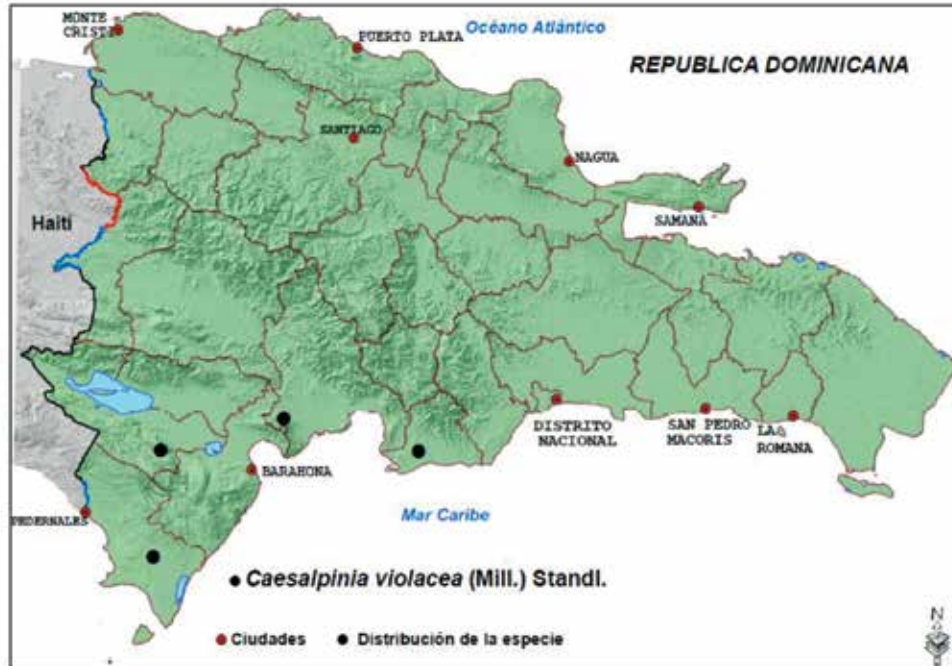 MONTE
CRISTI
PUERTO PLATA
Océano Atlántico
REPUBLICA DOMINICANA
SANTIAGO
NAGUA
Haití
SAMANA
DISTRITO
NACIONAL
SAN PEDRO
MACORIS
LA
ROMANA
BARAHONA
PEDERNALES
Mar Caribe
Caesalpinia violacea (Mill.) Standl.
Ciudades
Distribución de la especie
N